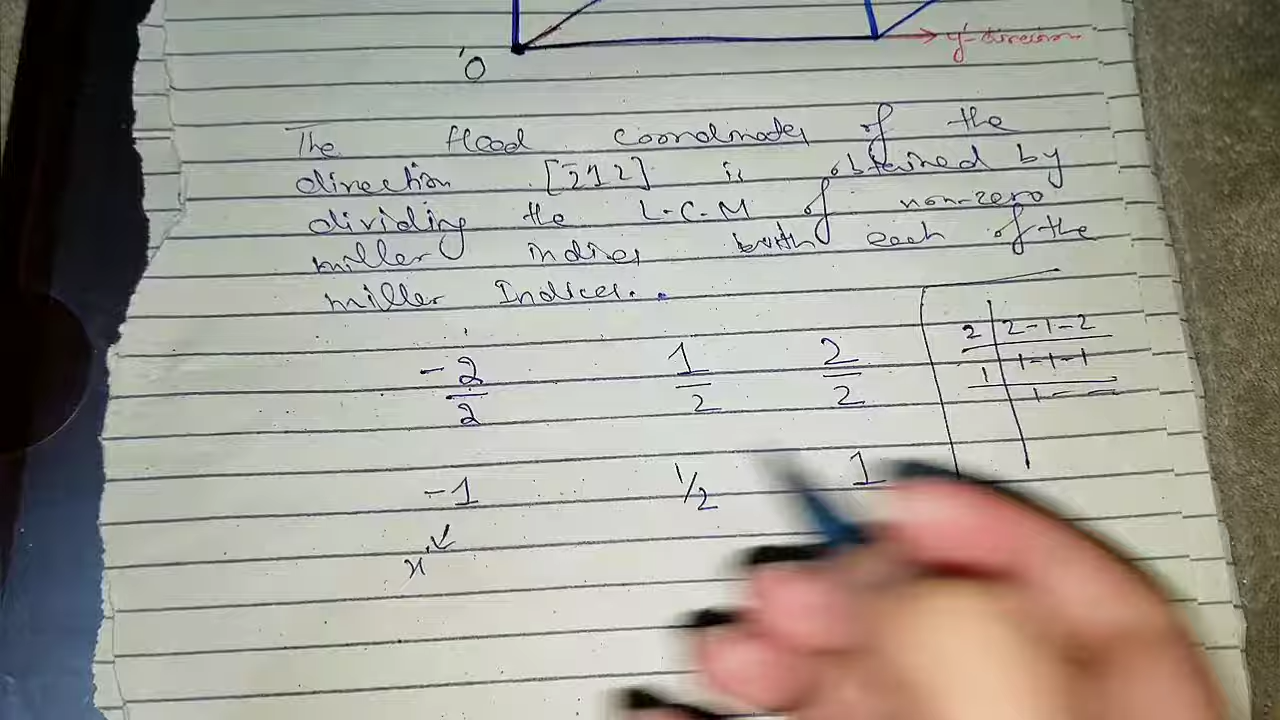 O
y-direction
The Head Coordinates of the
direction [2̅12] is obtained by
dividing the L.C.M of non-zero
miller indices with each of the
miller Indices.
-2/2 1/2 2/2
-1 1/2 1
x
2 | 2-1-2
1 | 1-1-1
1 - -